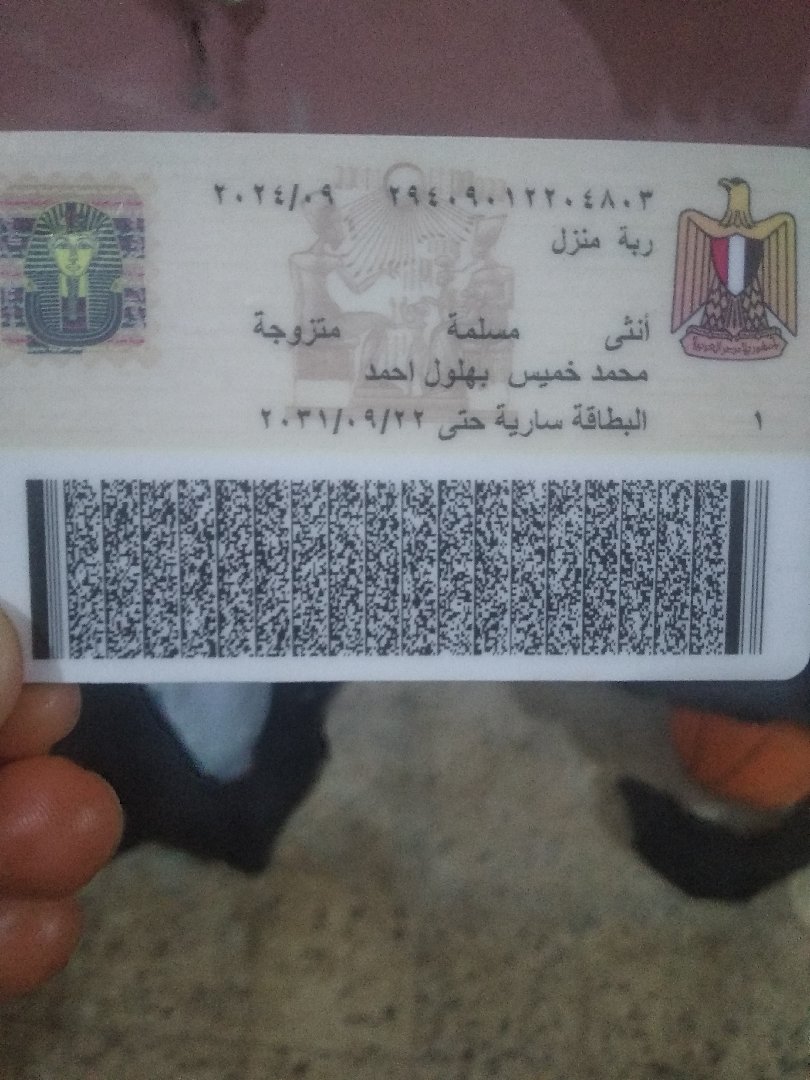 ٢٩٤٠٩٠١٢٢٠٤٨٠٣ ٢٠٢٤/٠٩
ربة منزل
أنثى مسلمة متزوجة
محمد خميس بهلول احمد
البطاقة سارية حتى ٢٠٣١/٠٩/٢٢
١